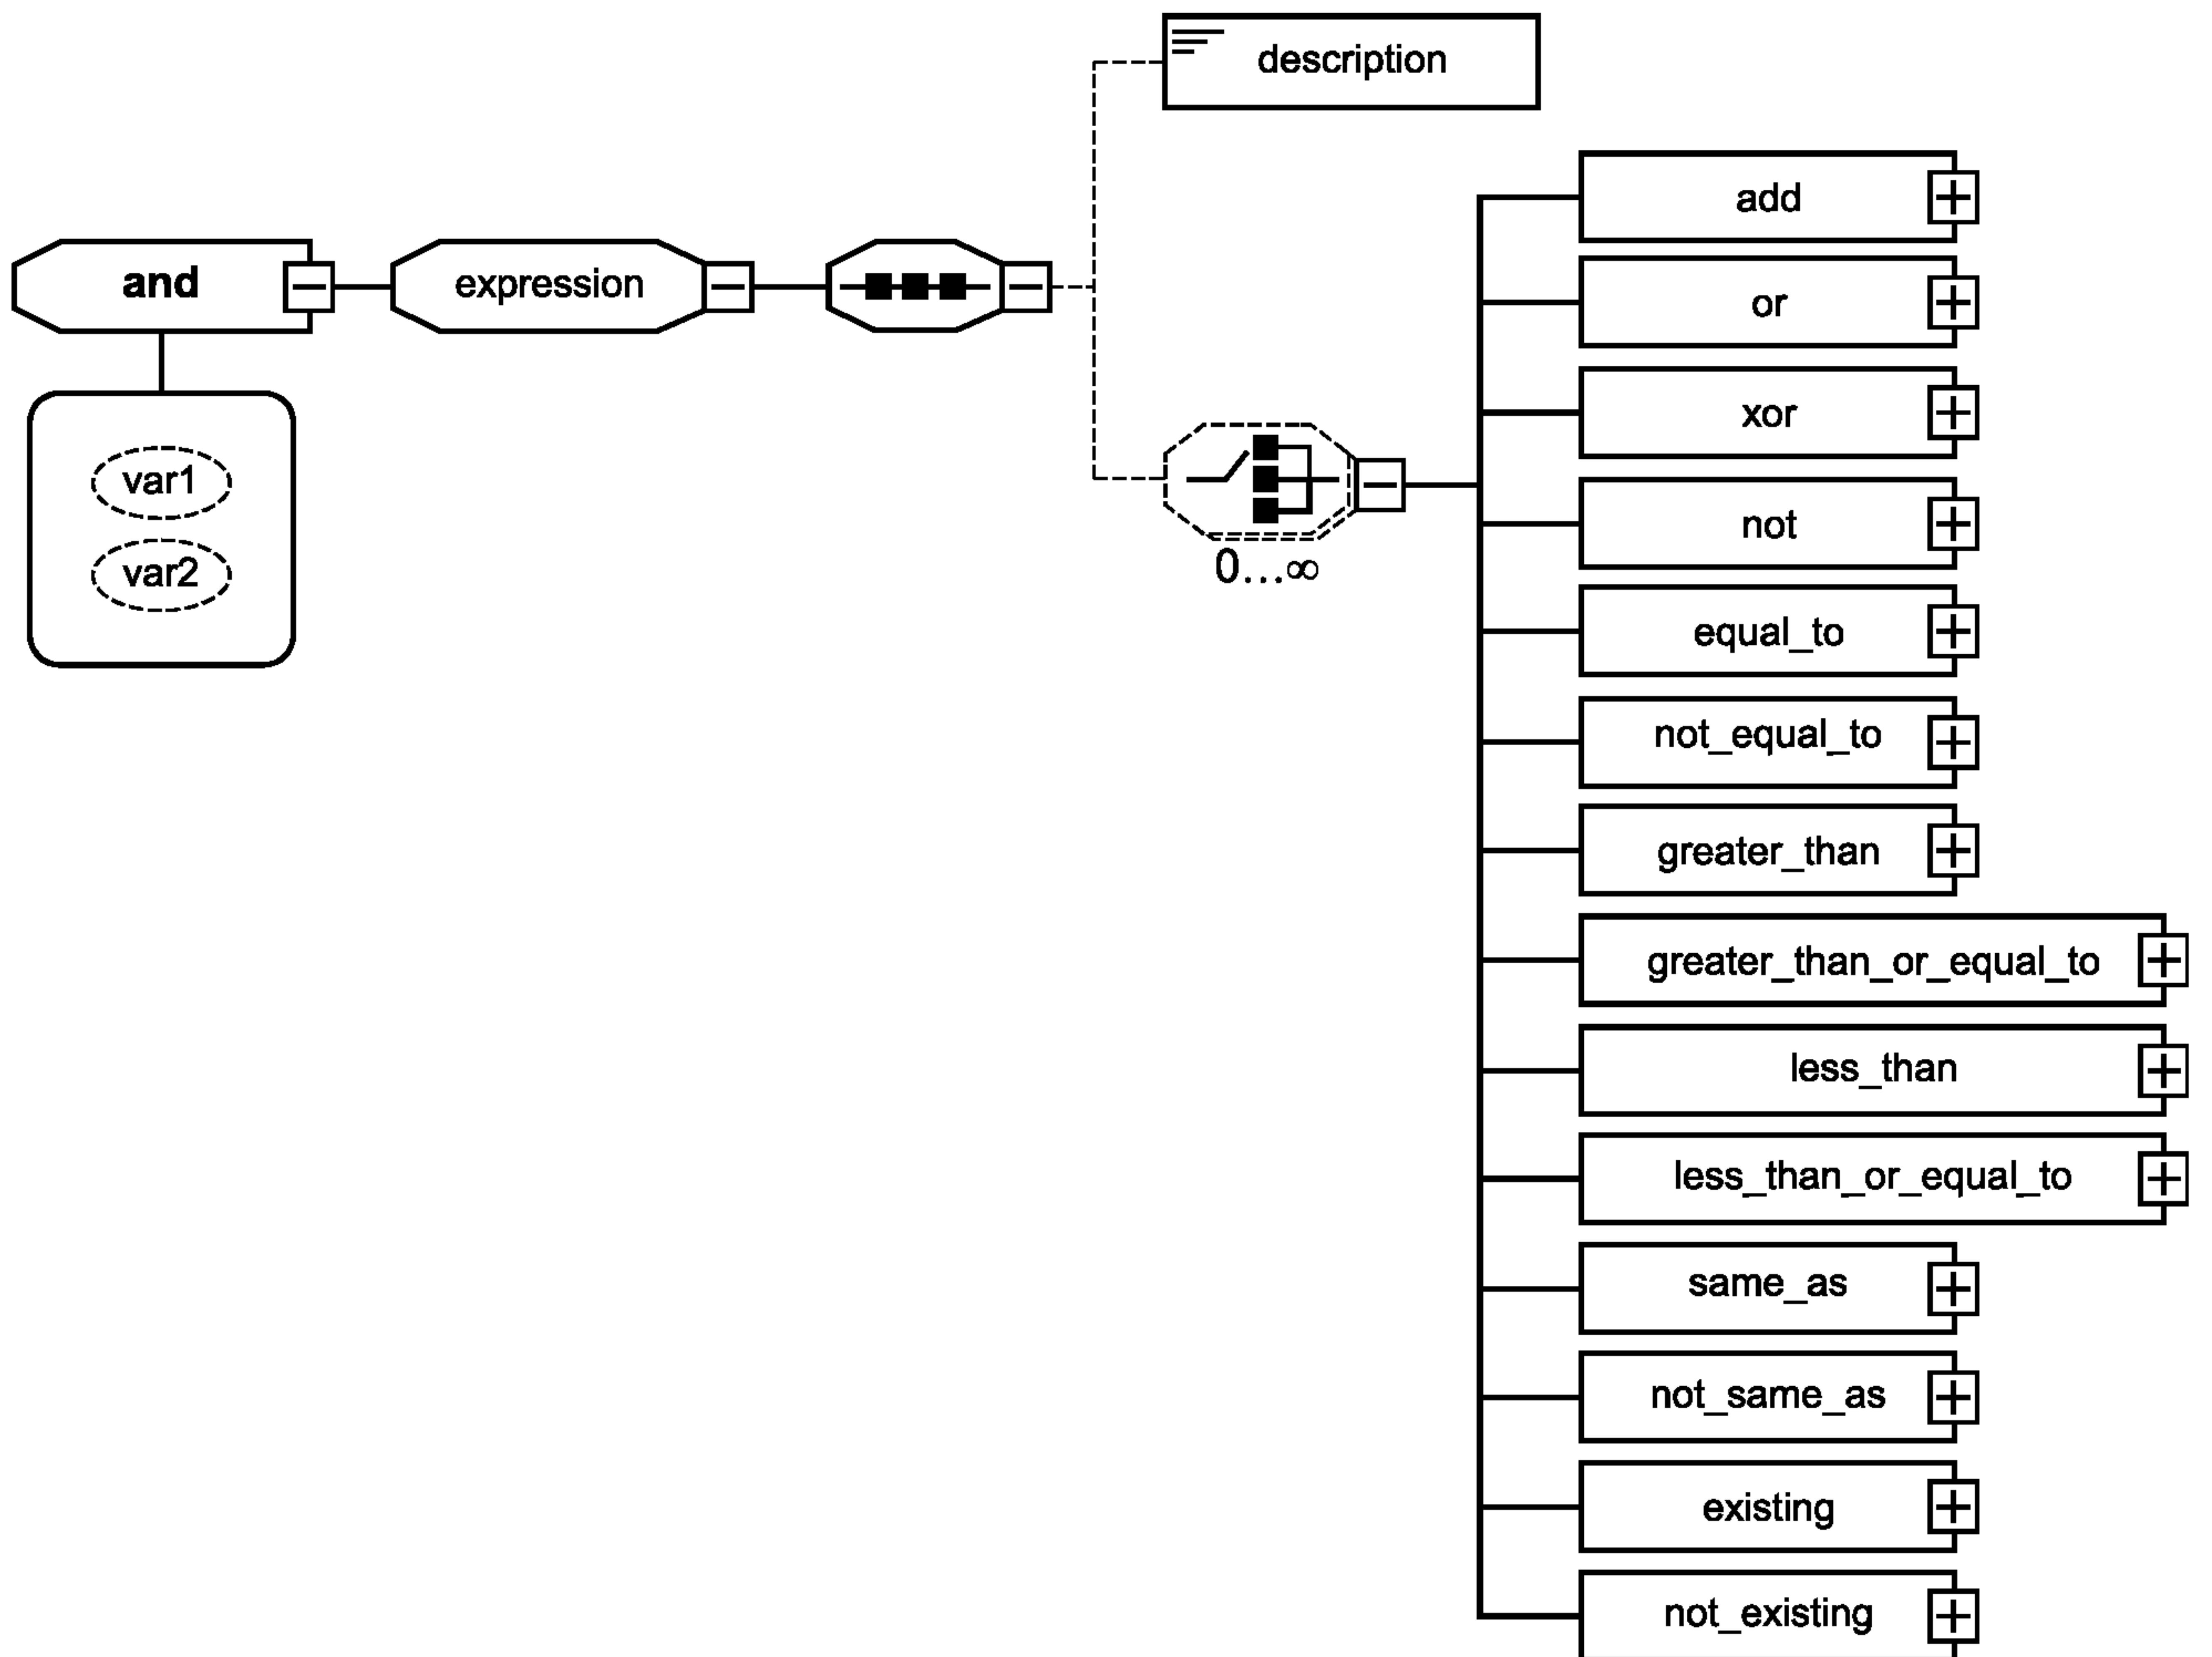 description
and
expression
var1
var2
0...∞
add
or
xor
not
equal_to
not_equal_to
greater_than
greater_than_or_equal_to
less_than
less_than_or_equal_to
same_as
not_same_as
existing
not_existing